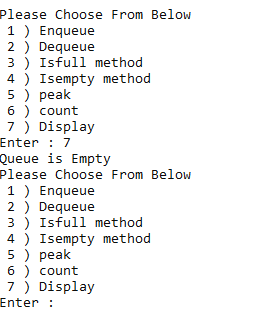 Please Choose From Below
1 ) Enqueue
2 ) Dequeue
3 ) Isfull method
4 ) Isempty method
5 ) peak
6 ) count
7 ) Display
Enter : 7
Queue is Empty
Please Choose From Below
1 ) Enqueue
2 ) Dequeue
3 ) Isfull method
4 ) Isempty method
5 ) peak
6 ) count
7 ) Display
Enter :